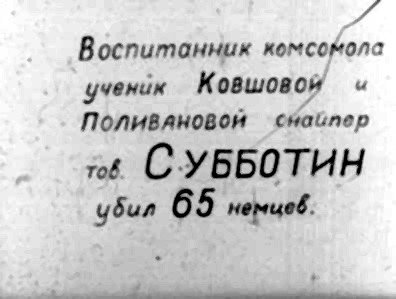 Воспитанник комсомола
ученик Ковшовой и
Поливановой снайпер
тов. СУББОТИН
убил 65 немцев.